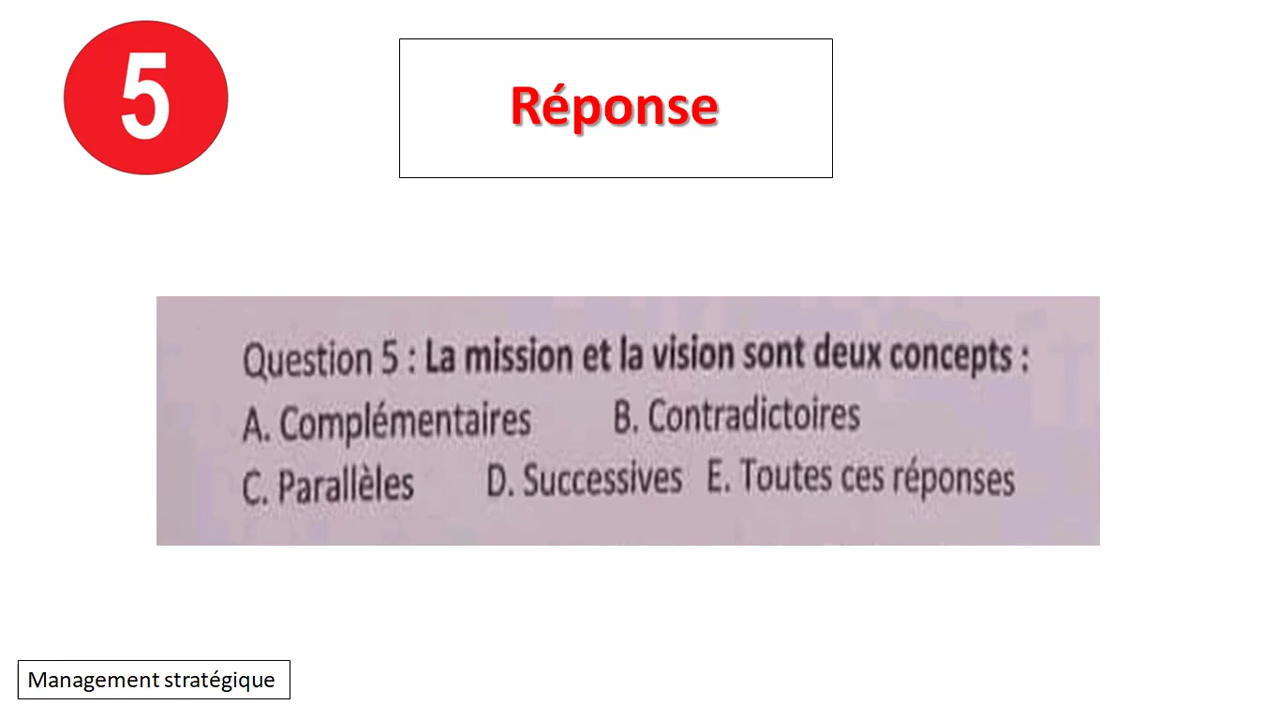 5
Réponse
Question 5 : La mission et la vision sont deux concepts :
A. Complémentaires B. Contradictoires
C. Parallèles D. Successives E. Toutes ces réponses
Management stratégique